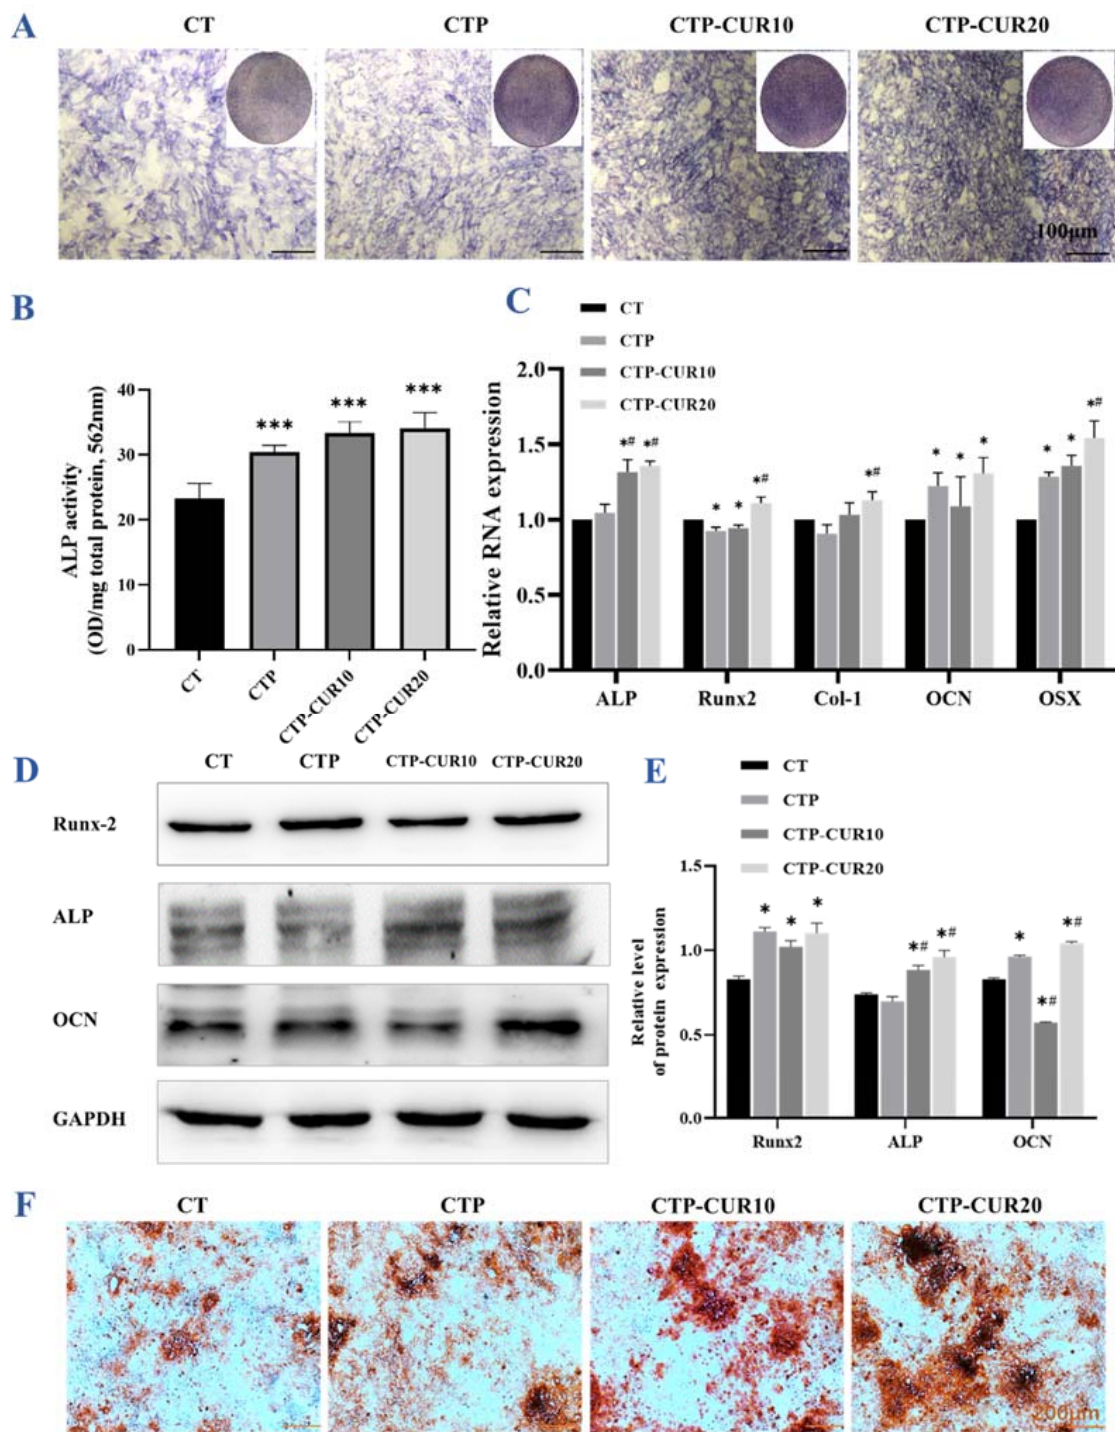 A
CT CTP CTP-CUR10 CTP-CUR20
100μm
B
ALP activity
(OD/mg total protein, 562nm)
40
30
20
10
0
*** *** ***
CT CTP CTP-CUR10 CTP-CUR20
C
CT
CTP
CTP-CUR10
CTP-CUR20
Relative RNA expression
2.0
1.5
1.0
0.5
0.0
*# *# * * *# *# * * * * * *#
ALP Runx2 Col-1 OCN OSX
D
CT CTP CTP-CUR10 CTP-CUR20
Runx-2
ALP
OCN
GAPDH
E
CT
CTP
CTP-CUR10
CTP-CUR20
Relative level
of protein expression
1.5
1.0
0.5
0.0
* * * *# *# * *# *#
Runx2 ALP OCN
F
CT CTP CTP-CUR10 CTP-CUR20
200μm